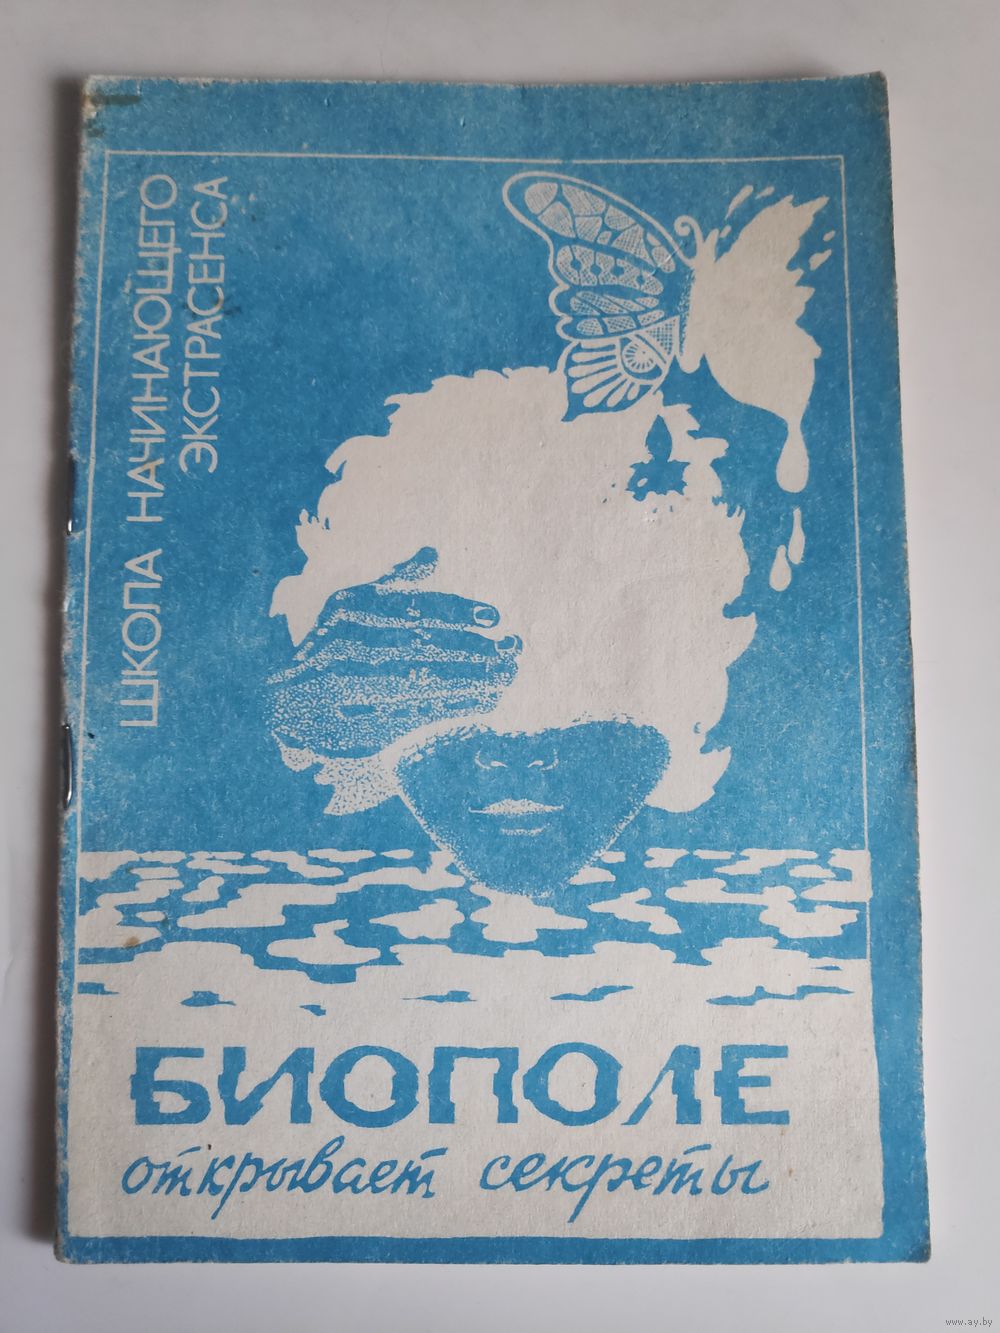 ШКОЛА НАЧИНАЮЩЕГО
ЭКСТРАСЕНСА
БИОПОЛЕ
открывает секреты
www.ay.by